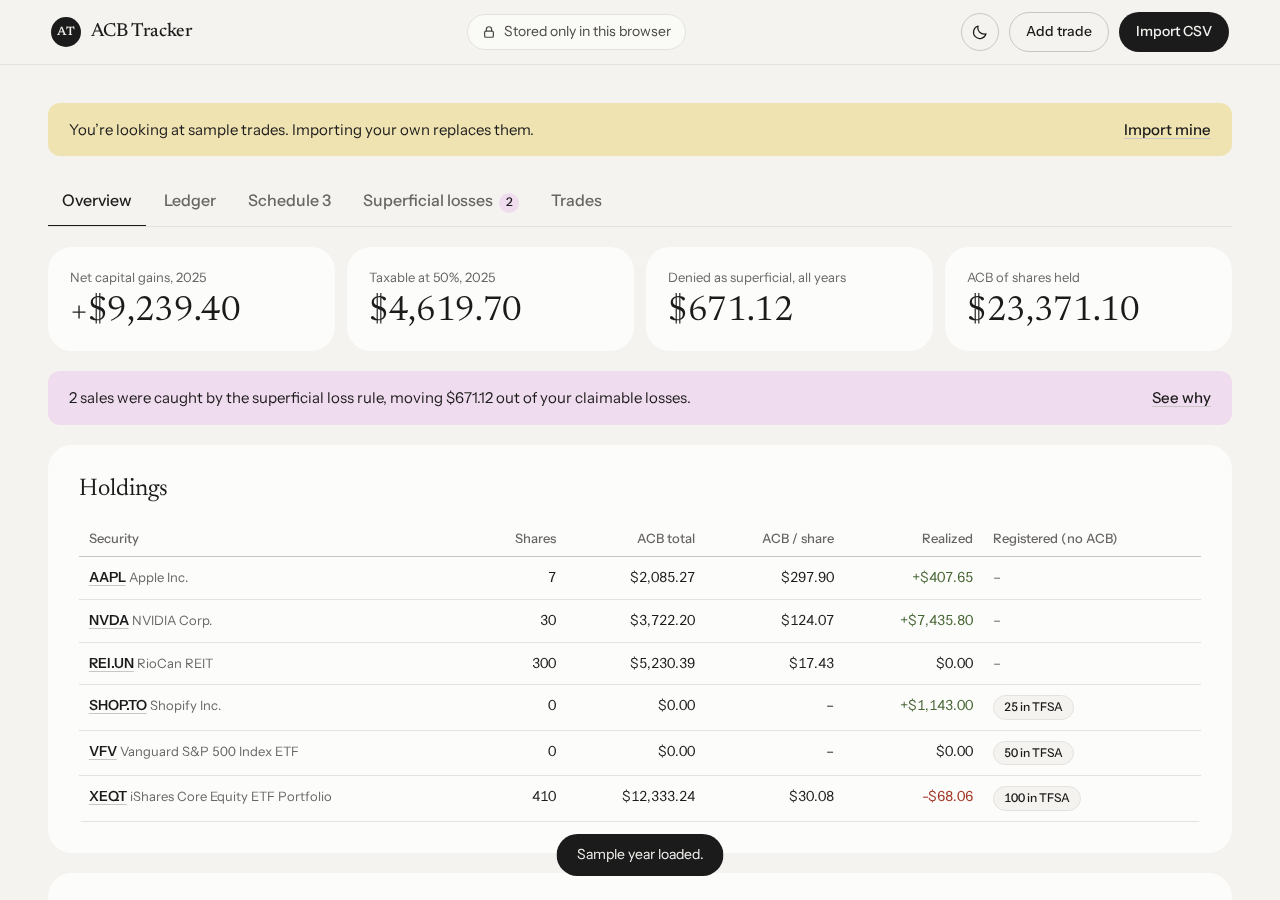 AT ACB Tracker
Stored only in this browser
Add trade
Import CSV
You’re looking at sample trades. Importing your own replaces them.
Import mine
Overview
Ledger
Schedule 3
Superficial losses 2
Trades
Net capital gains, 2025
+$9,239.40
Taxable at 50%, 2025
$4,619.70
Denied as superficial, all years
$671.12
ACB of shares held
$23,371.10
2 sales were caught by the superficial loss rule, moving $671.12 out of your claimable losses.
See why
Holdings
Security Shares ACB total ACB / share Realized Registered (no ACB)
AAPL Apple Inc. 7 $2,085.27 $297.90 +$407.65 –
NVDA NVIDIA Corp. 30 $3,722.20 $124.07 +$7,435.80 –
REI.UN RioCan REIT 300 $5,230.39 $17.43 $0.00 –
SHOP.TO Shopify Inc. 0 $0.00 – +$1,143.00 25 in TFSA
VFV Vanguard S&P 500 Index ETF 0 $0.00 – $0.00 50 in TFSA
XEQT iShares Core Equity ETF Portfolio 410 $12,333.24 $30.08 -$68.06 100 in TFSA
Sample year loaded.